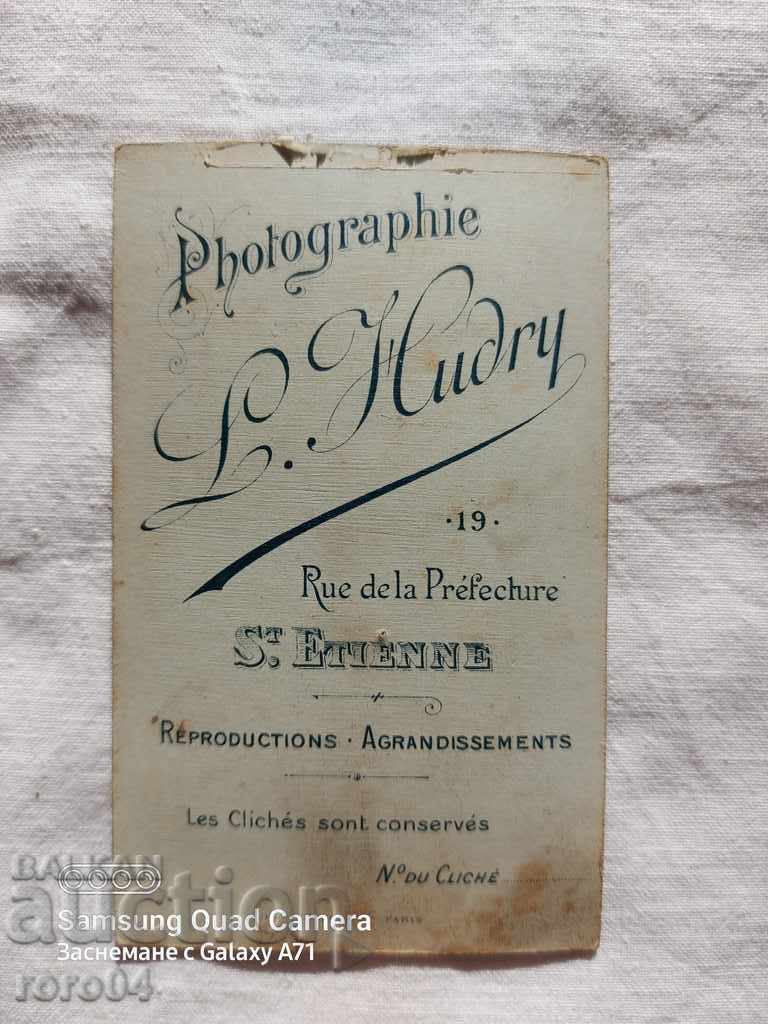 Photographie
L. Hudry
·19·
Rue de la Préfecture
ST. ETIENNE
REPRODUCTIONS · AGRANDISSEMENTS
Les Clichés sont conservés
No. DU CLICHÉ
PARIS
BALKAN
auction
Samsung Quad Camera
Заснемане с Galaxy A71
roro04